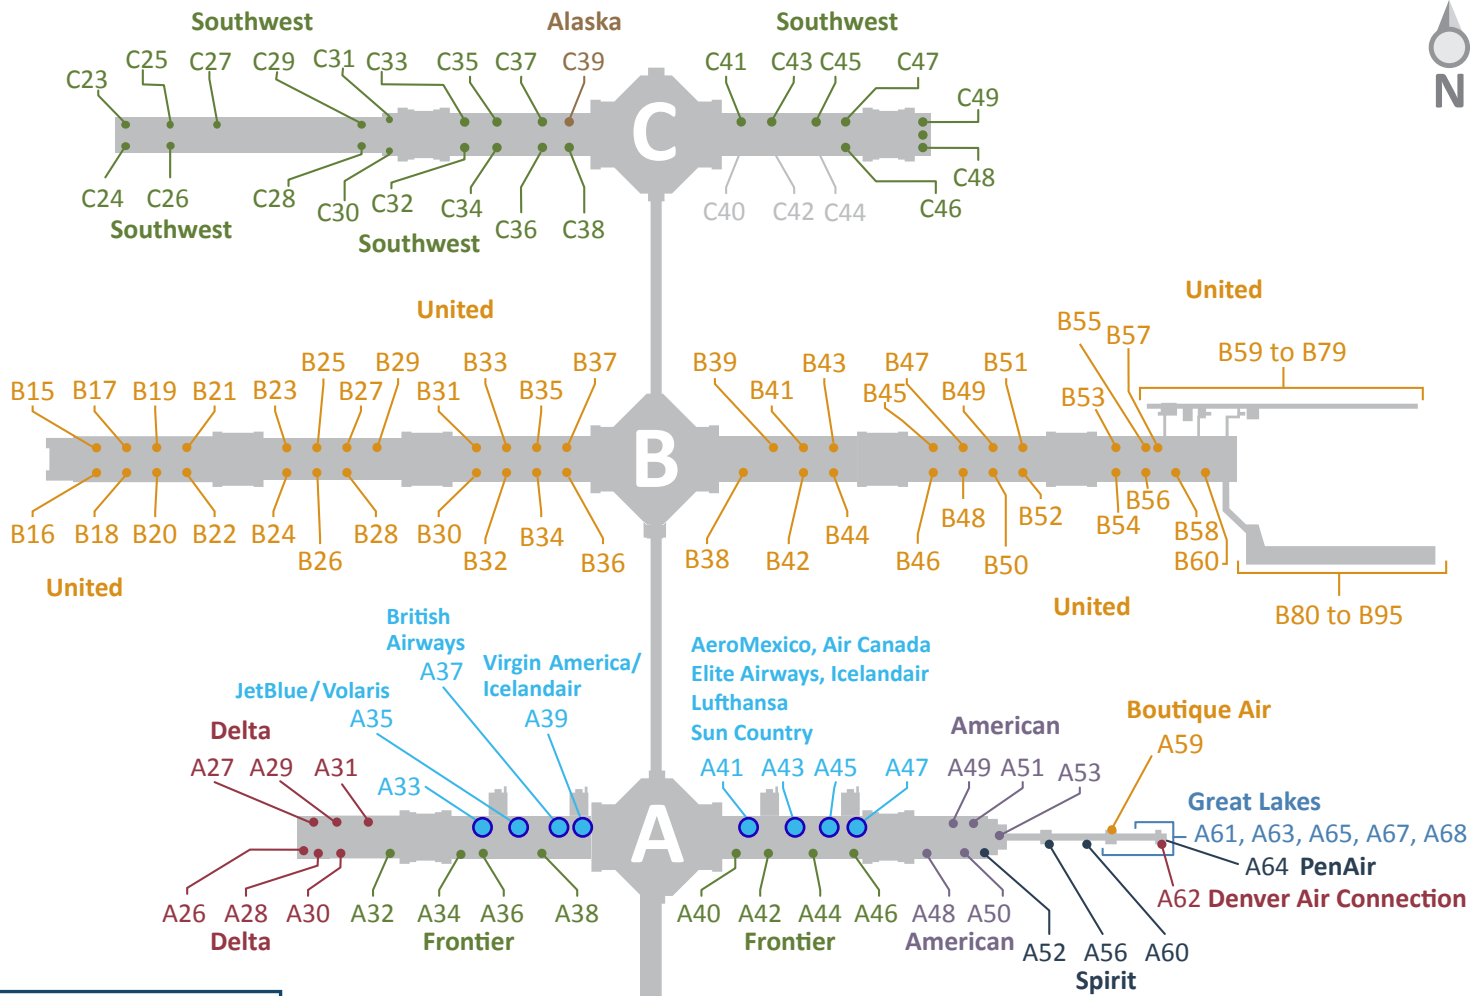 Southwest Alaska Southwest
C23 C25 C27 C29 C31 C33 C35 C37 C39 C41 C43 C45 C47 C49
N
C
C24 C26 C28 C30 C32 C34 C36 C38 C40 C42 C44 C46 C48
Southwest Southwest
United United
B15 B17 B19 B21 B23 B25 B27 B29 B31 B33 B35 B37 B39 B41 B43 B45 B47 B49 B51 B53 B55 B57 B59 to B79
B
B16 B18 B20 B22 B24 B26 B28 B30 B32 B34 B36 B38 B42 B44 B46 B48 B50 B52 B54 B56 B58 B60 B80 to B95
United United
British
Airways
A37
Virgin America/
Icelandair
A39
JetBlue/Volaris
A35
A33
Delta
A27 A29 A31
AeroMexico, Air Canada
Elite Airways, Icelandair
Lufthansa
Sun Country
A41 A43 A45 A47
American
A49 A51 A53
Boutique Air
A59
Great Lakes
A61, A63, A65, A67, A68
A64 PenAir
A62 Denver Air Connection
A
A26 A28 A30
Delta
A32 A34 A36 A38
Frontier
A40 A42 A44 A46
Frontier
A48 A50
American
A52 A56 A60
Spirit